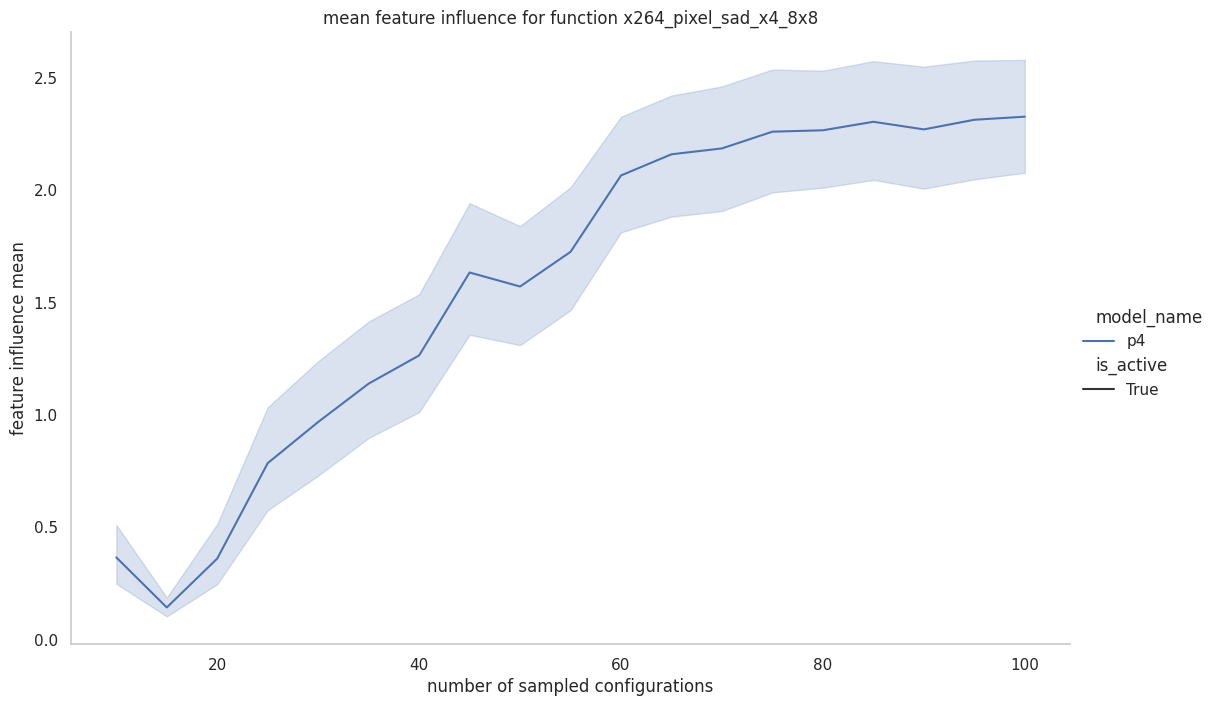 mean feature influence for function x264_pixel_sad_x4_8x8
2.5
2.0
1.5
1.0
0.5
0.0
feature influence mean
20 40 60 80 100
number of sampled configurations
model_name
p4
is_active
True